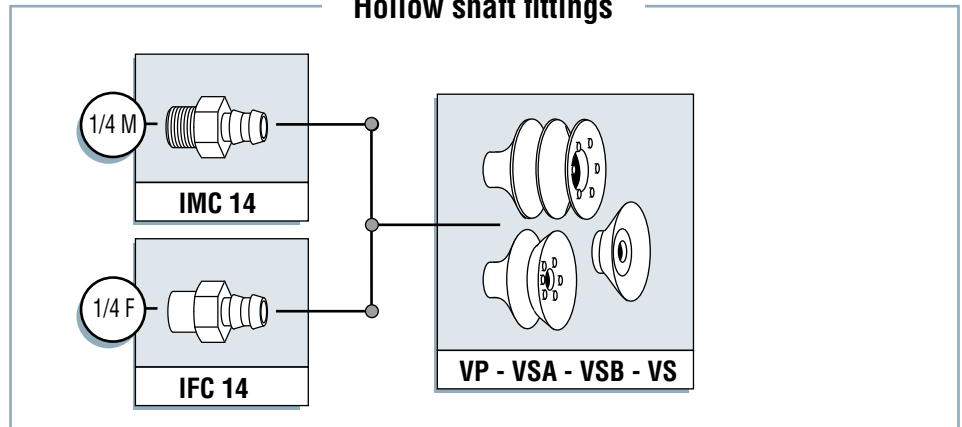 Hollow shaft fittings
1/4 M
IMC 14
1/4 F
IFC 14
VP - VSA - VSB - VS